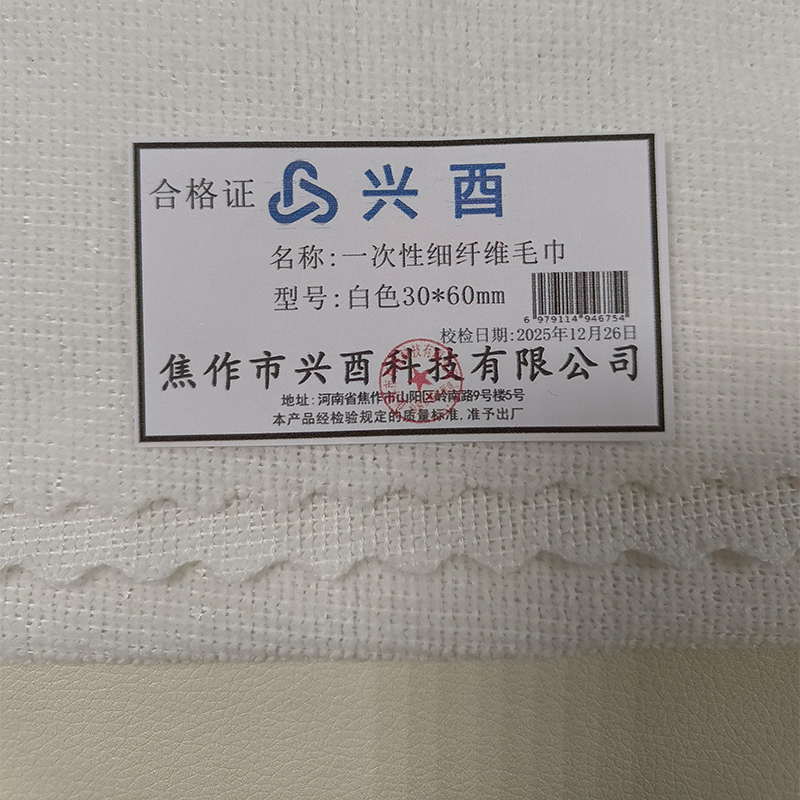 合格证 兴酉
名称:一次性细纤维毛巾
型号:白色30*60mm
6 979114 946754
校检日期:2025年12月26日
焦作市兴酉科技有限公司
地址:河南省焦作市山阳区岭南路9号楼5号
本产品经检验规定的质量标准.准予出厂